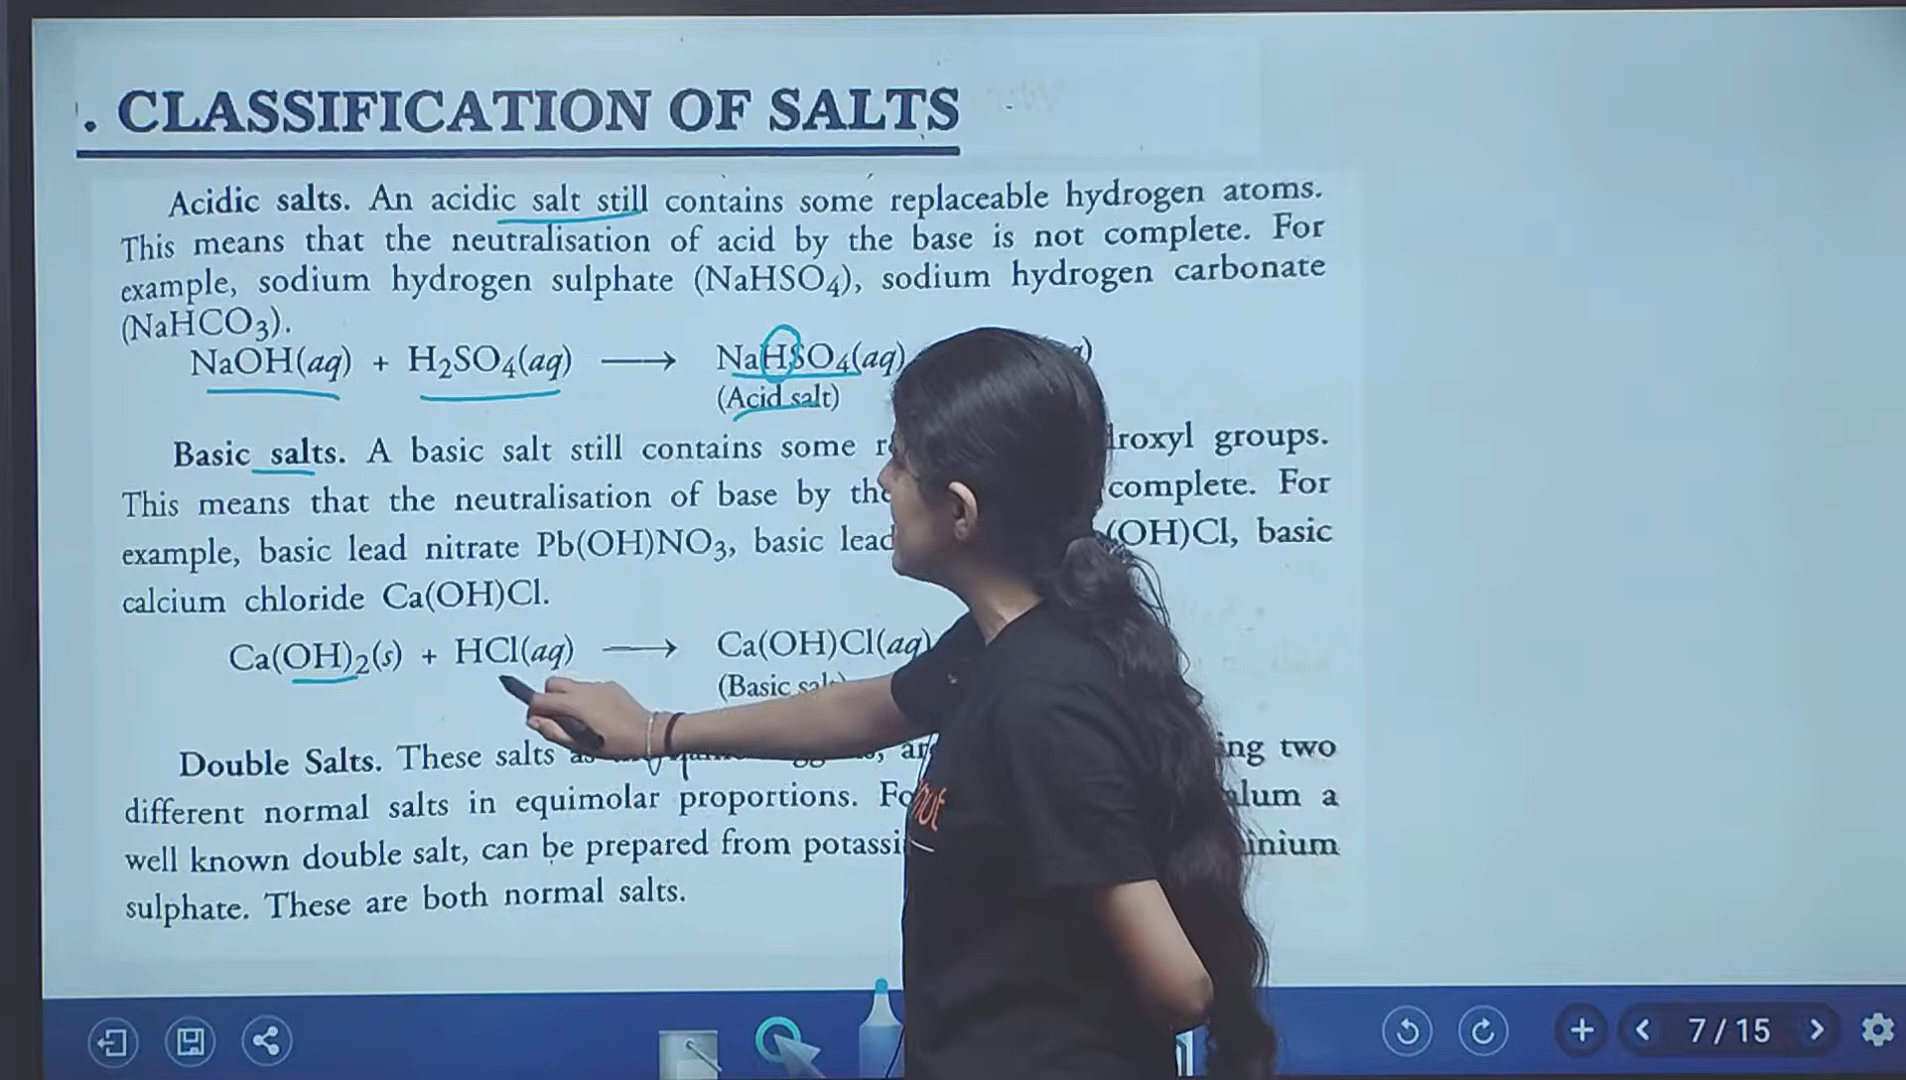 . CLASSIFICATION OF SALTS
Acidic salts. An acidic salt still contains some replaceable hydrogen atoms.
This means that the neutralisation of acid by the base is not complete. For
example, sodium hydrogen sulphate (NaHSO₄), sodium hydrogen carbonate
(NaHCO₃).
NaOH(aq) + H₂SO₄(aq) ⟶ NaHSO₄(aq)
(Acid salt)
Basic salts. A basic salt still contains some droxyl groups.
This means that the neutralisation of base by the complete. For
example, basic lead nitrate Pb(OH)NO₃, basic lead (OH)Cl, basic
calcium chloride Ca(OH)Cl.
Ca(OH)₂(s) + HCl(aq) ⟶ Ca(OH)Cl(aq)
(Basic salt)
Double Salts. These salts ing two
different normal salts in equimolar proportions. alum a
well known double salt, can be prepared from potassi inium
sulphate. These are both normal salts.
out
7/15